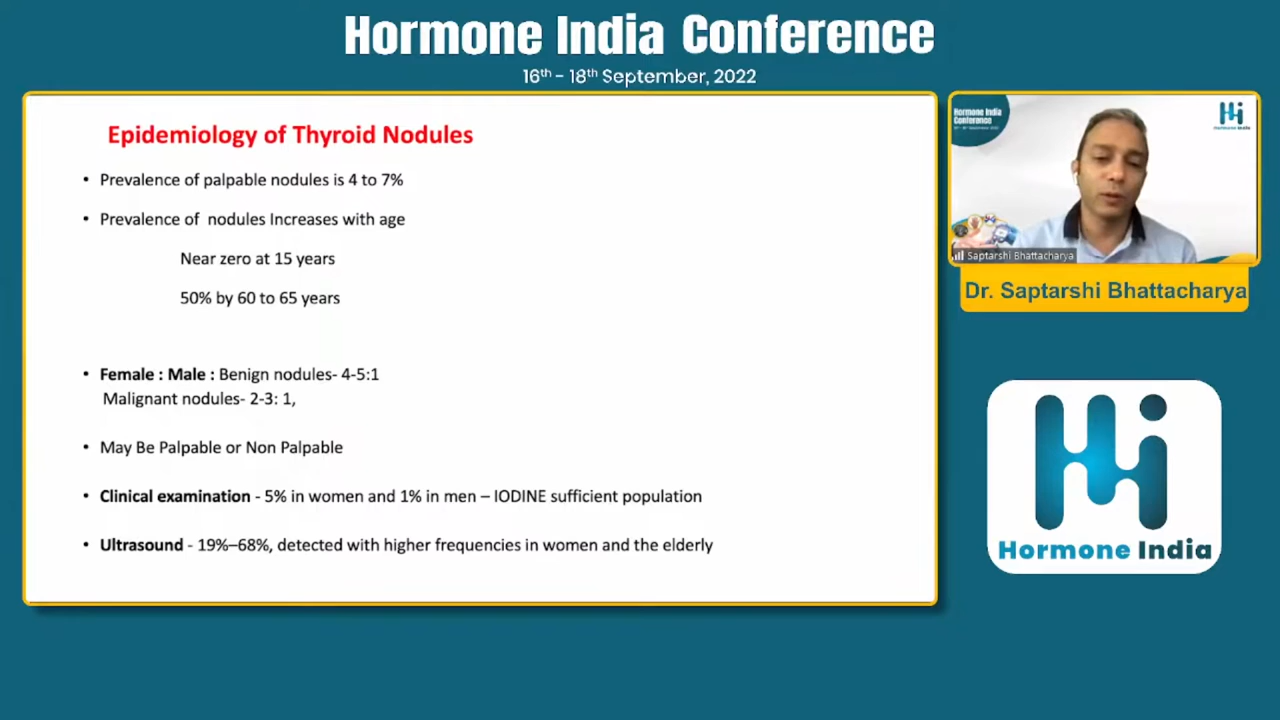 Hormone India Conference
16th - 18th September, 2022
Epidemiology of Thyroid Nodules
• Prevalence of palpable nodules is 4 to 7%
• Prevalence of nodules Increases with age
Near zero at 15 years
50% by 60 to 65 years
• Female : Male : Benign nodules- 4-5:1
Malignant nodules- 2-3: 1,
• May Be Palpable or Non Palpable
• Clinical examination - 5% in women and 1% in men – IODINE sufficient population
• Ultrasound - 19%–68%, detected with higher frequencies in women and the elderly
Hormone India
Conference
Hormone India
Saptarshi Bhattacharya
Dr. Saptarshi Bhattacharya
Hormone India